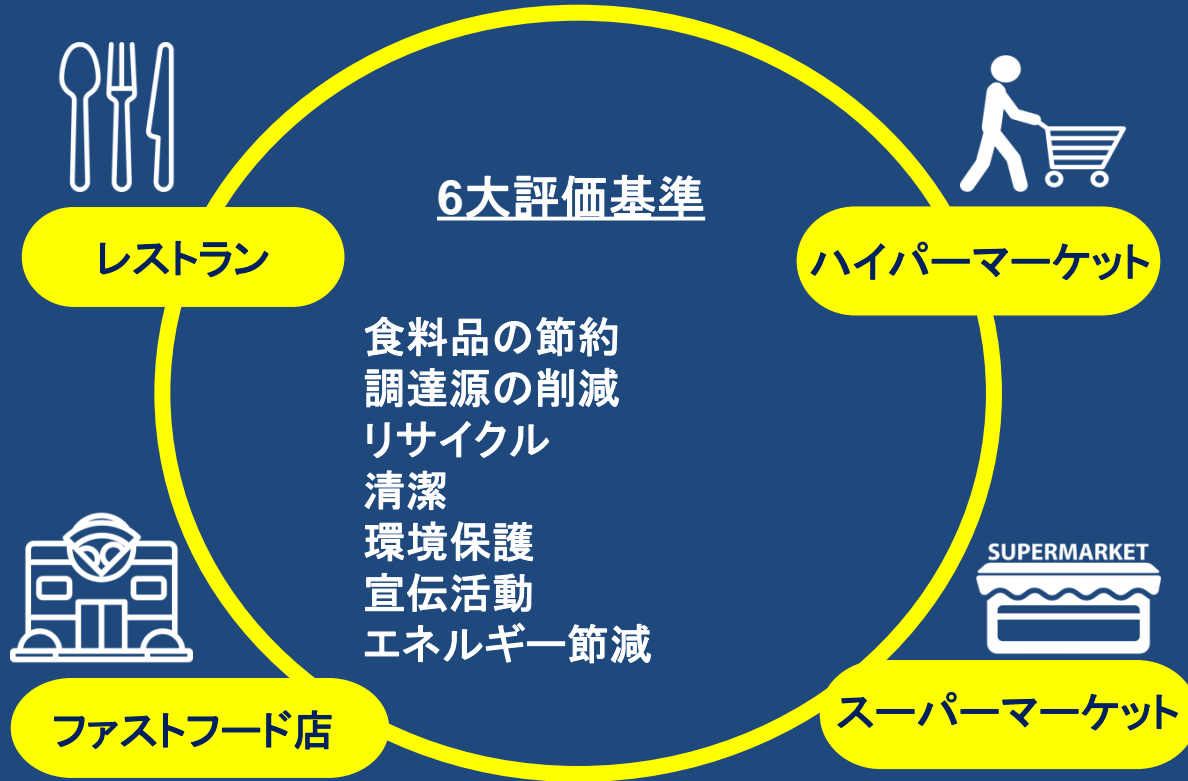 6大評価基準
レストラン
ハイパーマーケット
食料品の節約
調達源の削減
リサイクル
清潔
環境保護
宣伝活動
エネルギー節減
SUPERMARKET
ファストフード店
スーパーマーケット